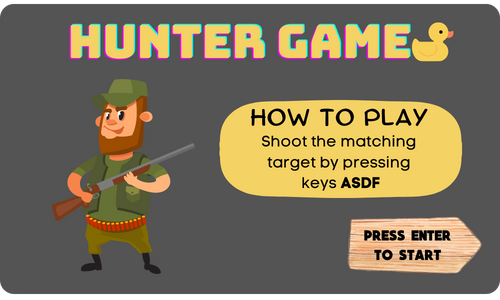 HUNTER GAME
HOW TO PLAY
Shoot the matching
target by pressing
keys ASDF
PRESS ENTER
TO START